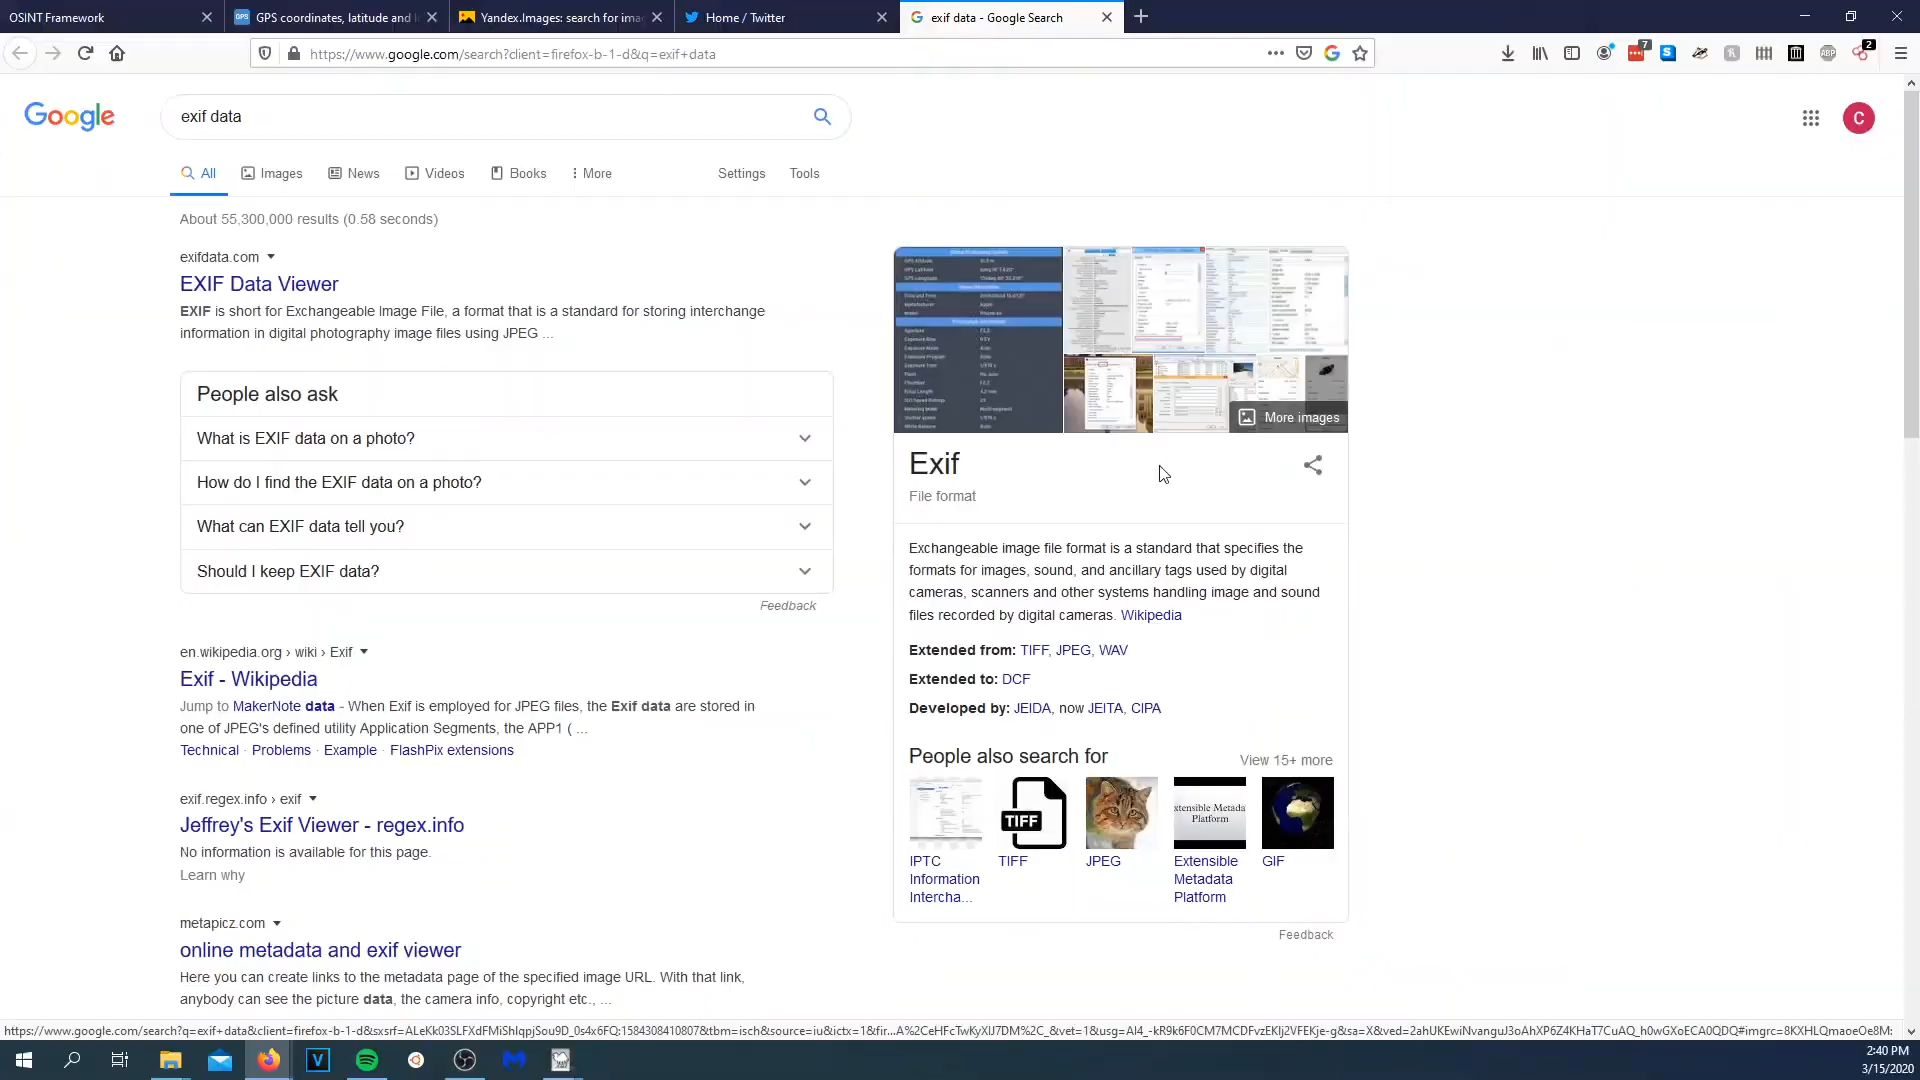 OSINT Framework
GPS coordinates, latitude and l
Yandex.Images: search for ima
Home / Twitter
exif data - Google Search
https://www.google.com/search?client=firefox-b-1-d&q=exif+data
7
S
ABP
2
Google
exif data
C
All
Images
News
Videos
Books
More
Settings
Tools
About 55,300,000 results (0.58 seconds)
exifdata.com
EXIF Data Viewer
EXIF is short for Exchangeable Image File, a format that is a standard for storing interchange
information in digital photography image files using JPEG ...
People also ask
What is EXIF data on a photo?
How do I find the EXIF data on a photo?
What can EXIF data tell you?
Should I keep EXIF data?
Feedback
en.wikipedia.org › wiki › Exif
Exif - Wikipedia
Jump to MakerNote data - When Exif is employed for JPEG files, the Exif data are stored in
one of JPEG's defined utility Application Segments, the APP1 ( ...
Technical · Problems · Example · FlashPix extensions
exif.regex.info › exif
Jeffrey's Exif Viewer - regex.info
No information is available for this page.
Learn why
metapicz.com
online metadata and exif viewer
Here you can create links to the metadata page of the specified image URL. With that link,
anybody can see the picture data, the camera info, copyright etc., ...
More images
Exif
File format
Exchangeable image file format is a standard that specifies the
formats for images, sound, and ancillary tags used by digital
cameras, scanners and other systems handling image and sound
files recorded by digital cameras. Wikipedia
Extended from: TIFF, JPEG, WAV
Extended to: DCF
Developed by: JEIDA, now JEITA, CIPA
People also search for
View 15+ more
TIFF
xtensible Metada
Platform
IPTC
Information
Intercha...
TIFF
JPEG
Extensible
Metadata
Platform
GIF
Feedback
V
2:40 PM
3/15/2020